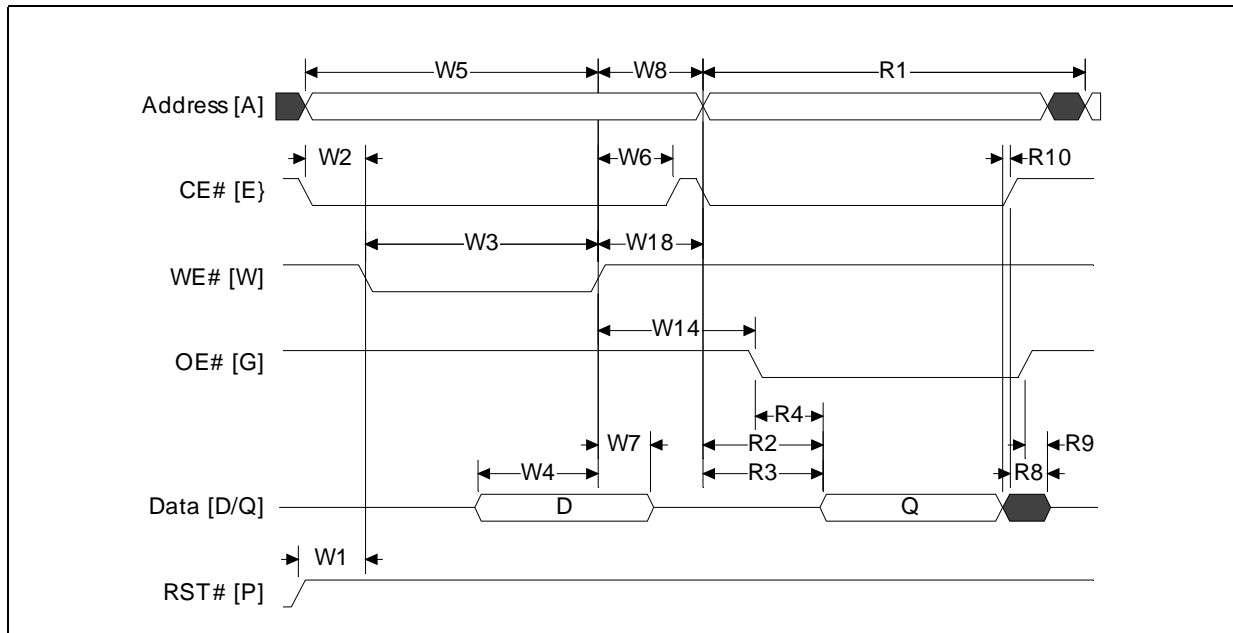 W5 W8 R1
Address [A]
W2 W6 R10
CE# [E}
W3 W18
WE# [W]
W14
OE# [G]
R4
W7 R2 R9
W4 R3 R8
Data [D/Q] D Q
W1
RST# [P]